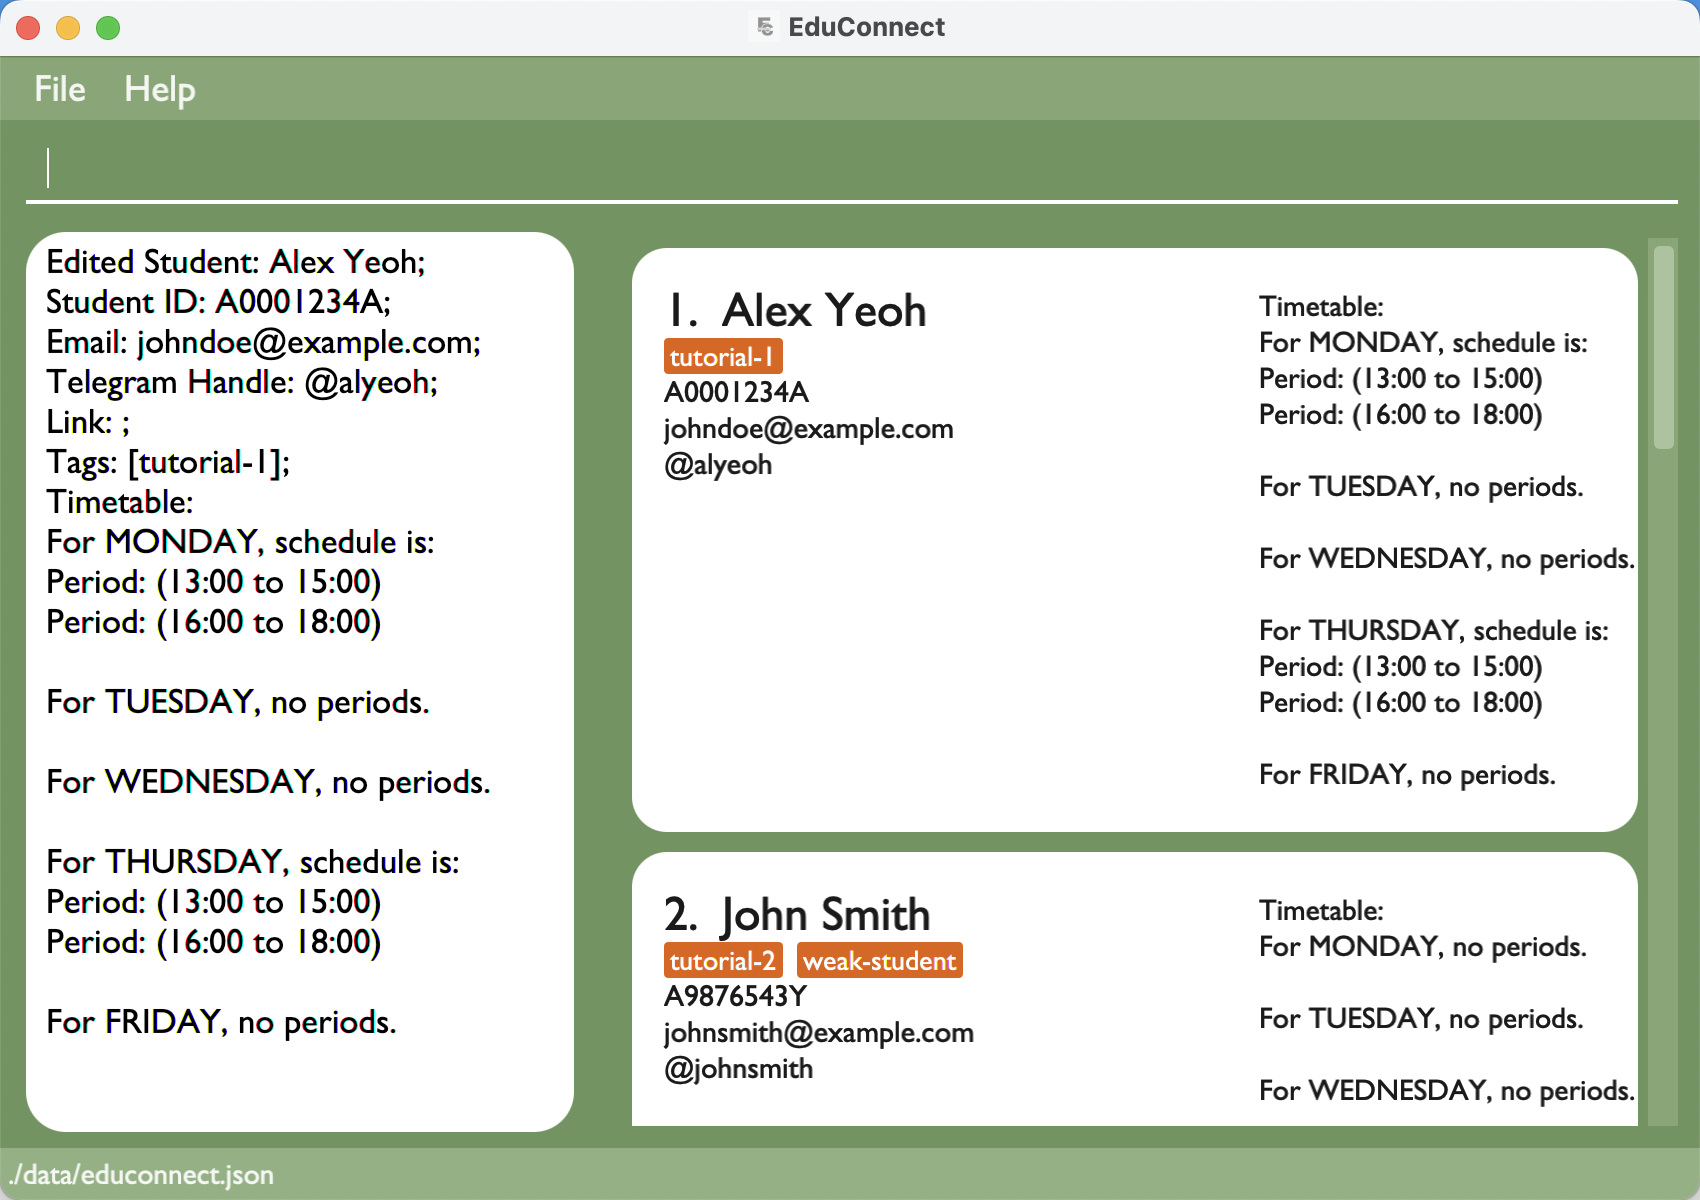 EduConnect
File Help
Edited Student: Alex Yeoh;
Student ID: A0001234A;
Email: johndoe@example.com;
Telegram Handle: @alyeoh;
Link: ;
Tags: [tutorial-1];
Timetable:
For MONDAY, schedule is:
Period: (13:00 to 15:00)
Period: (16:00 to 18:00)
For TUESDAY, no periods.
For WEDNESDAY, no periods.
For THURSDAY, schedule is:
Period: (13:00 to 15:00)
Period: (16:00 to 18:00)
For FRIDAY, no periods.
1. Alex Yeoh
tutorial-1
A0001234A
johndoe@example.com
@alyeoh
Timetable:
For MONDAY, schedule is:
Period: (13:00 to 15:00)
Period: (16:00 to 18:00)
For TUESDAY, no periods.
For WEDNESDAY, no periods.
For THURSDAY, schedule is:
Period: (13:00 to 15:00)
Period: (16:00 to 18:00)
For FRIDAY, no periods.
2. John Smith
tutorial-2 weak-student
A9876543Y
johnsmith@example.com
@johnsmith
Timetable:
For MONDAY, no periods.
For TUESDAY, no periods.
For WEDNESDAY, no periods.
./data/educonnect.json